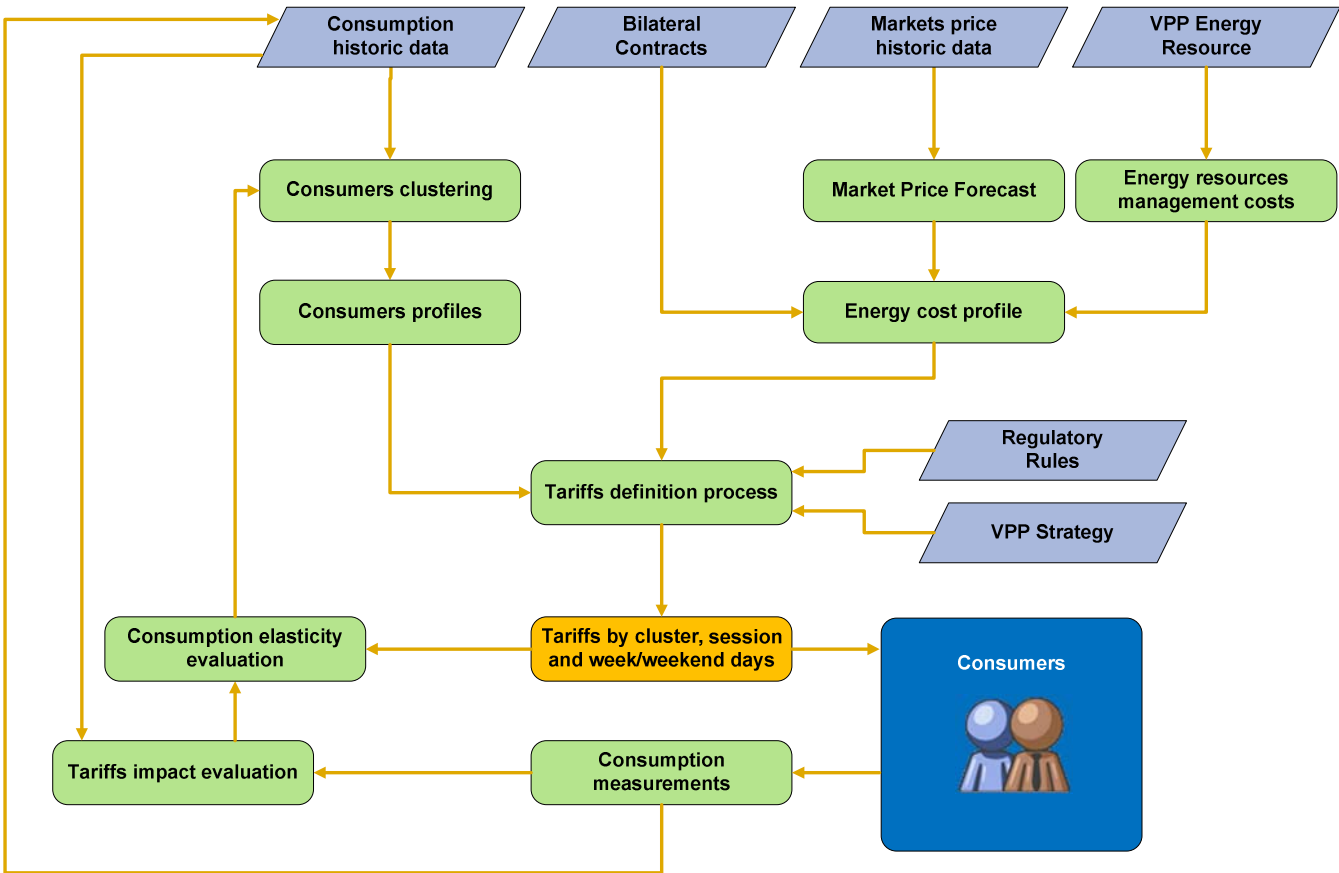 Consumption
historic data
Bilateral
Contracts
Markets price
historic data
VPP Energy
Resource
Consumers clustering
Market Price Forecast
Energy resources
management costs
Consumers profiles
Energy cost profile
Regulatory
Rules
Tariffs definition process
VPP Strategy
Consumption elasticity
evaluation
Tariffs by cluster, session
and week/weekend days
Consumers
Tariffs impact evaluation
Consumption
measurements